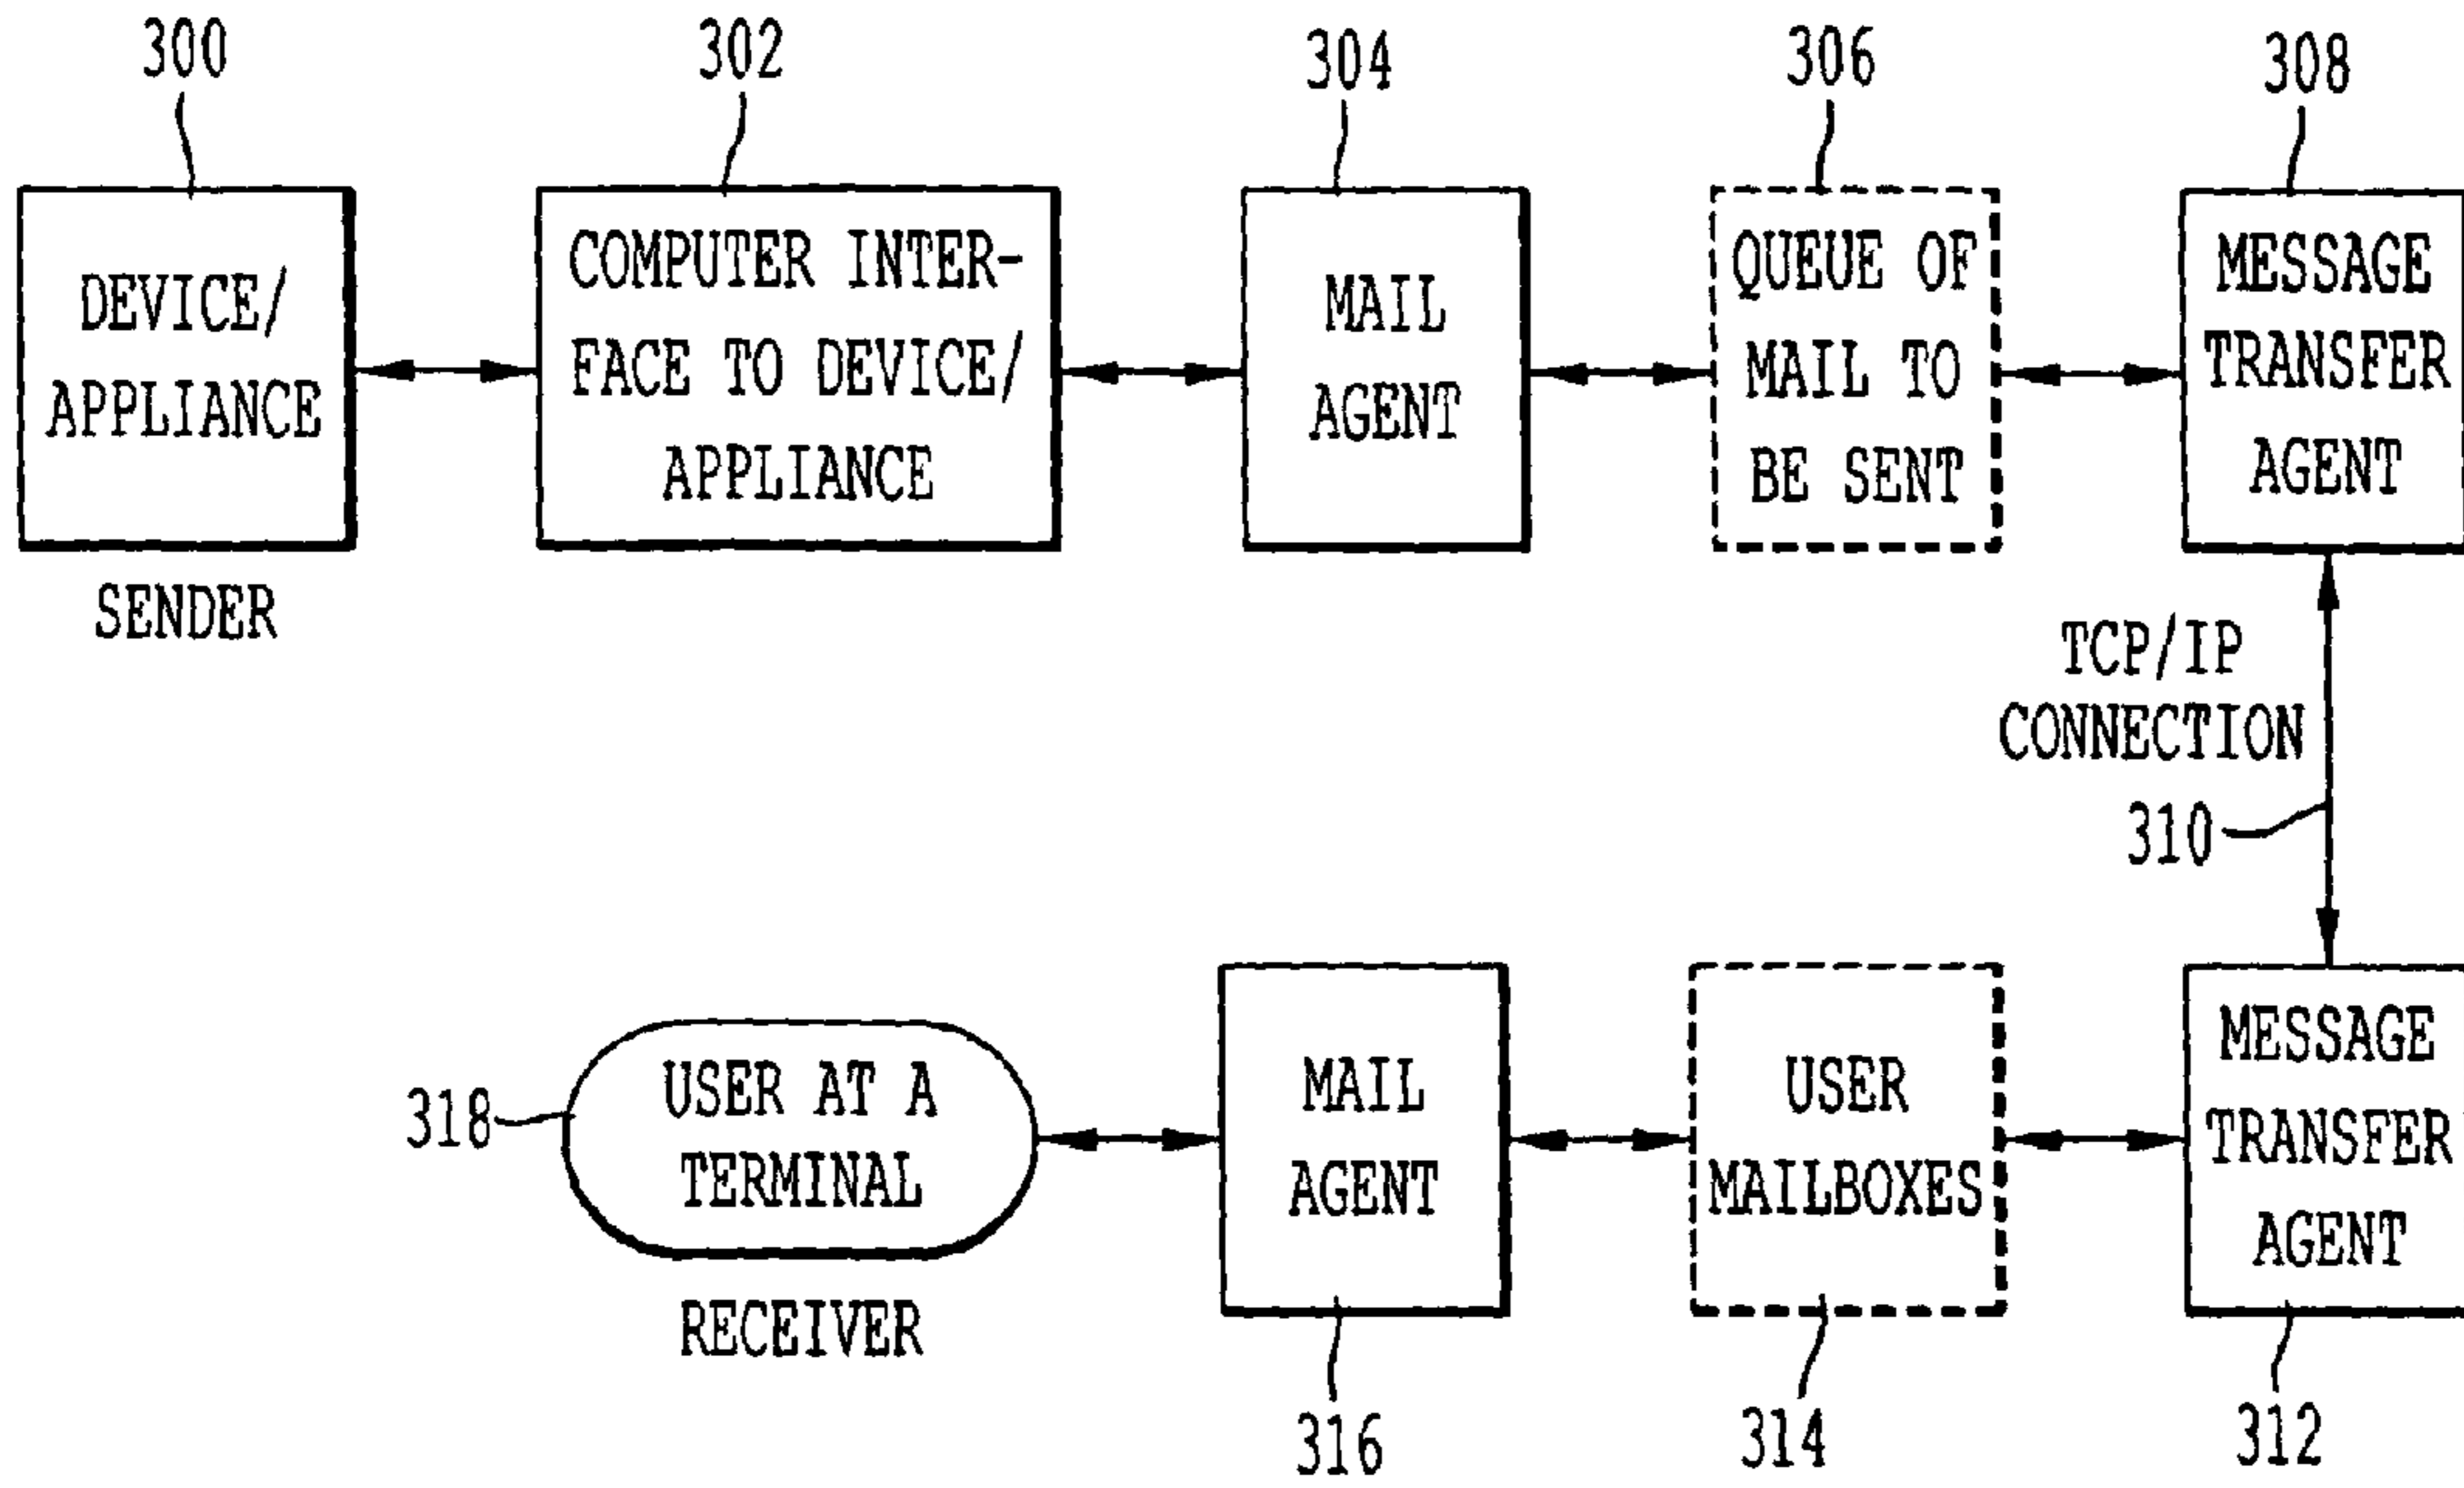 300
302
304
306
308
DEVICE/
APPLIANCE
COMPUTER INTER-
FACE TO DEVICE/
APPLIANCE
MAIL
AGENT
QUEUE OF
MAIL TO
BE SENT
MESSAGE
TRANSFER
AGENT
SENDER
TCP/IP
CONNECTION
310
318
USER AT A
TERMINAL
RECEIVER
MAIL
AGENT
USER
MAILBOXES
MESSAGE
TRANSFER
AGENT
316
314
312